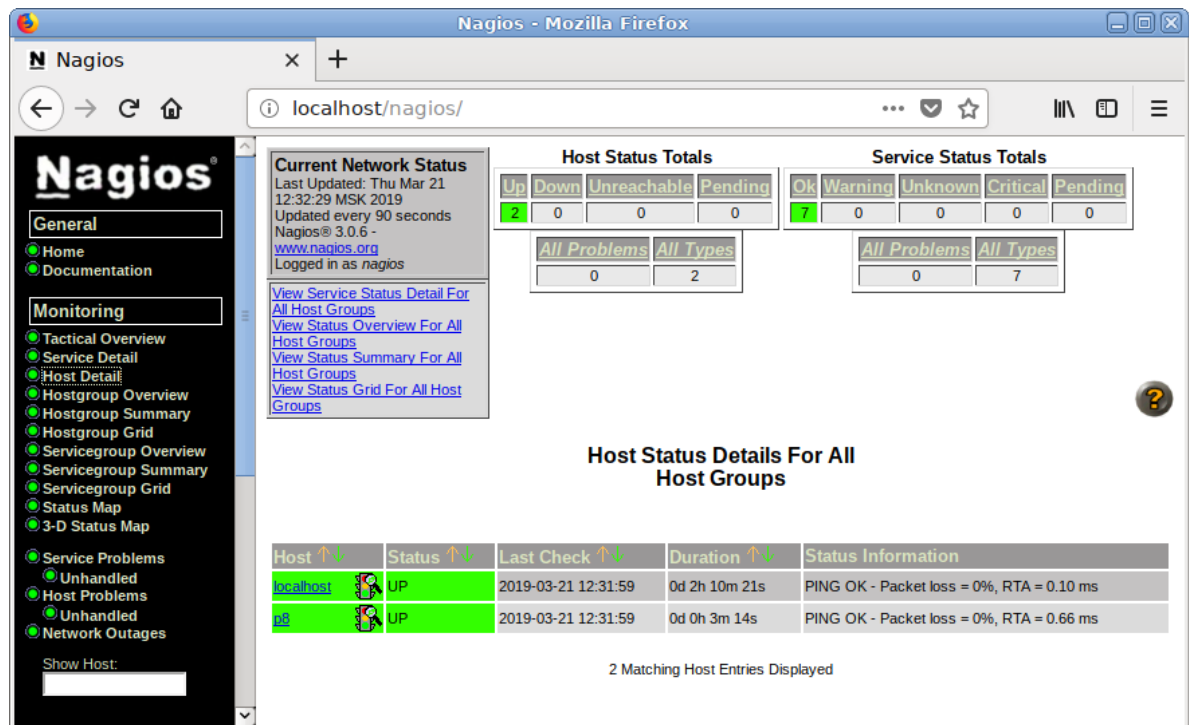 Nagios - Mozilla Firefox
N Nagios
localhost/nagios/
Nagios®
General
Home
Documentation
Monitoring
Tactical Overview
Service Detail
Host Detail
Hostgroup Overview
Hostgroup Summary
Hostgroup Grid
Servicegroup Overview
Servicegroup Summary
Servicegroup Grid
Status Map
3-D Status Map
Service Problems
Unhandled
Host Problems
Unhandled
Network Outages
Show Host:
Current Network Status
Last Updated: Thu Mar 21
12:32:29 MSK 2019
Updated every 90 seconds
Nagios® 3.0.6 -
www.nagios.org
Logged in as nagios
View Service Status Detail For
All Host Groups
View Status Overview For All
Host Groups
View Status Summary For All
Host Groups
View Status Grid For All Host
Groups
Host Status Totals
Up Down Unreachable Pending
2 0 0 0
All Problems All Types
0 2
Service Status Totals
Ok Warning Unknown Critical Pending
7 0 0 0 0
All Problems All Types
0 7
?
Host Status Details For All
Host Groups
Host Status Last Check Duration Status Information
localhost UP 2019-03-21 12:31:59 0d 2h 10m 21s PING OK - Packet loss = 0%, RTA = 0.10 ms
p8 UP 2019-03-21 12:31:59 0d 0h 3m 14s PING OK - Packet loss = 0%, RTA = 0.66 ms
2 Matching Host Entries Displayed